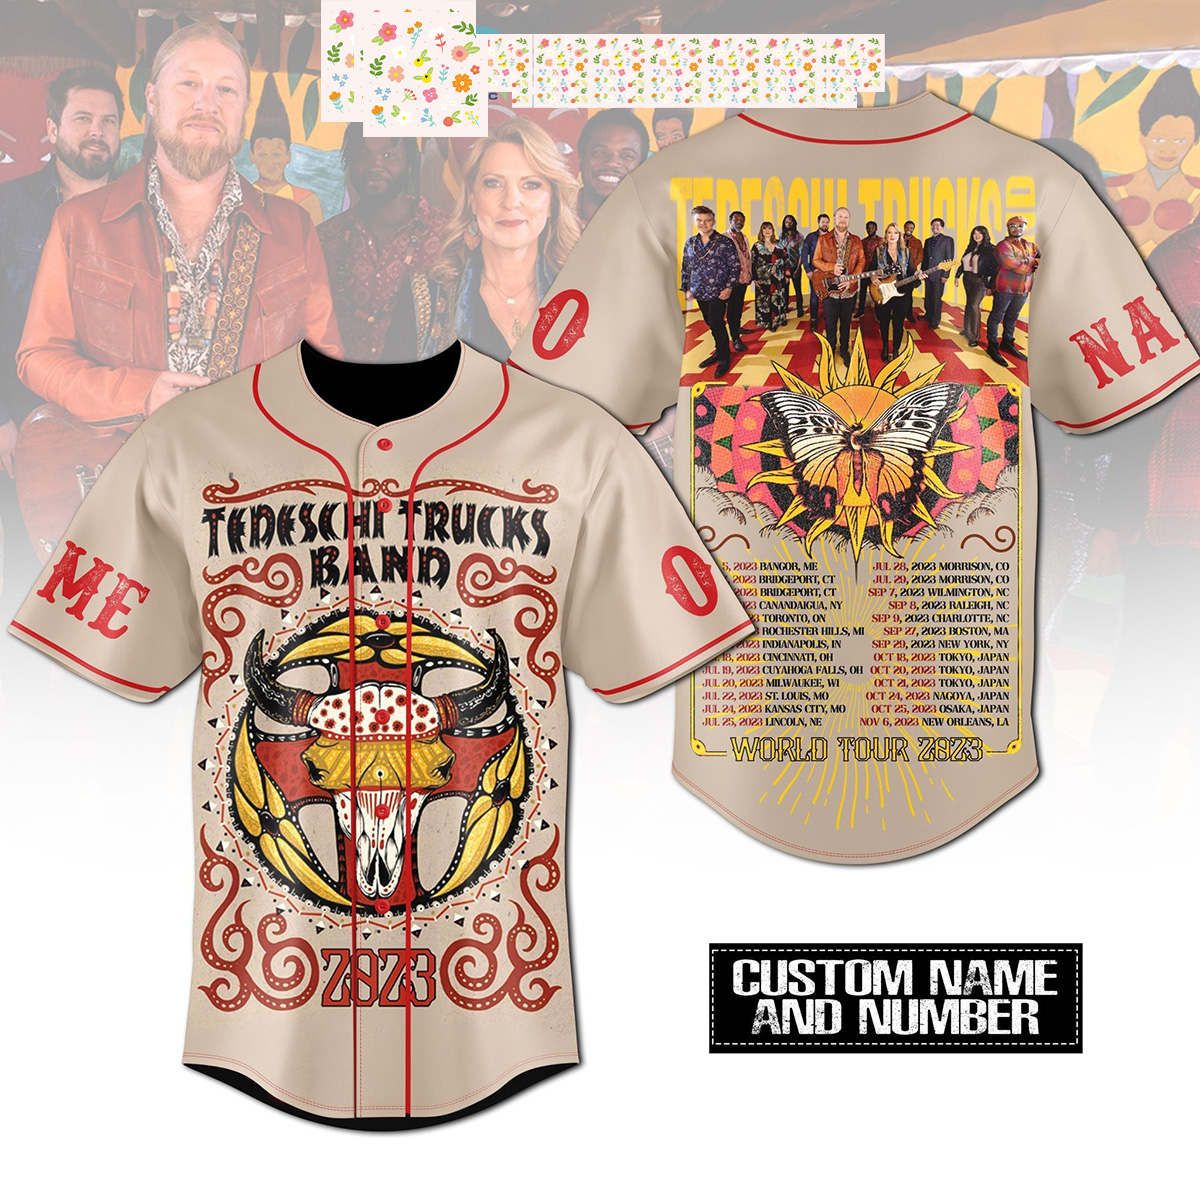 TEDESCHI TRUCKS
BAND
2023
ME
O
O
NA
TEDESCHI TRUCKS
5, 2023 BANGOR, ME
2023 BRIDGEPORT, CT
BRIDGEPORT, CT
CANANDAIGUA, NY
TORONTO, ON
ROCHESTER HILLS, MI
INDIANAPOLIS, IN
18, 2023 CINCINNATI, OH
JUL 19, 2023 CUYAHOGA FALLS, OH
JUL 20, 2023 MILWAUKEE, WI
JUL 22, 2023 ST. LOUIS, MO
JUL 24, 2023 KANSAS CITY, MO
JUL 25, 2023 LINCOLN, NE
JUL 28, 2023 MORRISON, CO
JUL 29, 2023 MORRISON, CO
SEP 7, 2023 WILMINGTON, NC
SEP 8, 2023 RALEIGH, NC
SEP 9, 2023 CHARLOTTE, NC
SEP 27, 2023 BOSTON, MA
SEP 29, 2023 NEW YORK, NY
OCT 18, 2023 TOKYO, JAPAN
OCT 20, 2023 TOKYO, JAPAN
OCT 21, 2023 TOKYO, JAPAN
OCT 24, 2023 NAGOYA, JAPAN
OCT 25, 2023 OSAKA, JAPAN
NOV 6, 2023 NEW ORLEANS, LA
WORLD TOUR 2023
CUSTOM NAME
AND NUMBER